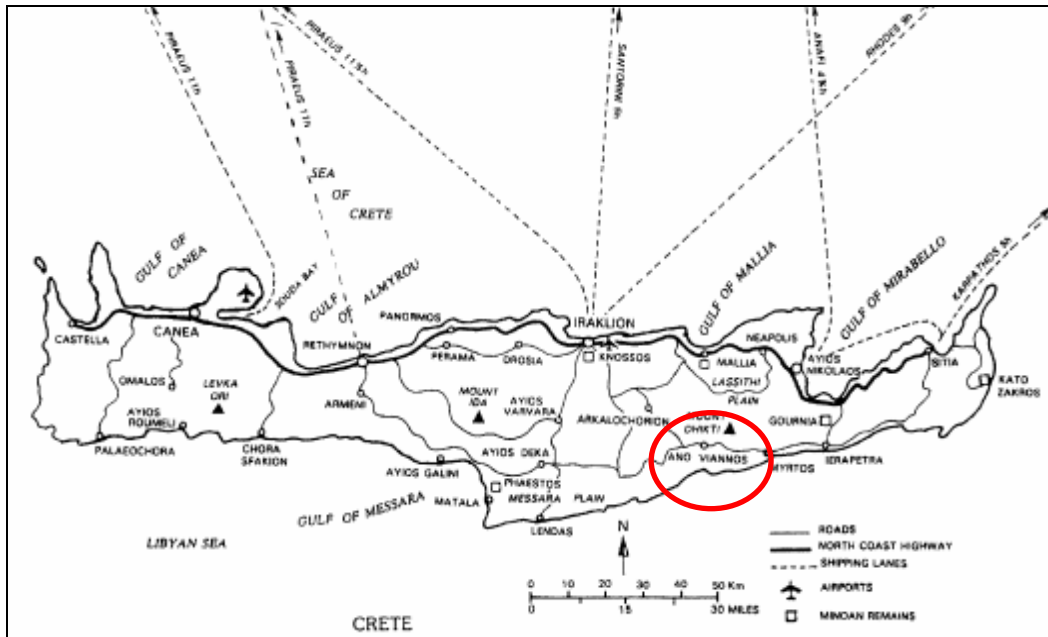 PIRAEUS 11h
PIRAEUS 11h
PIRAEUS 11½h
SANTORINI 6h
ANAFI 4½h
RHODES 9h
SEA
OF
CRETE
GULF OF
CANEA
SOUDA BAY
GULF
OF
ALMYROU
GULF OF MALLIA
GULF OF MIRABELLO
KARPATHOS 5h
CASTELLA
CANEA
RETHYMNON
PANORMOS
PERAMA
DROSIA
IRAKLION
KNOSSOS
MALLIA
NEAPOLIS
AYIOS
NIKOLAOS
SITIA
KATO
ZAKROS
OMALOS
LEVKA
ORI
ARMENI
MOUNT
IDA
AYIOS
VARVARA
ARKALOCHORION
LASSITHI
PLAIN
MOUNT
DHIKTI
GOURNIA
AYIOS
ROUMELI
PALAEOCHORA
CHORA
SFAKION
AYIOS GALINI
AYIOS DEKA
ANO VIANNOS
MYRTOS
IERAPETRA
PHAESTOS
MATALA
MESSARA PLAIN
LENDAS
GULF OF MESSARA
LIBYAN SEA
N
ROADS
NORTH COAST HIGHWAY
SHIPPING LANES
AIRPORTS
MINOAN REMAINS
0 10 20 30 40 50 Km
0 15 30 MILES
CRETE